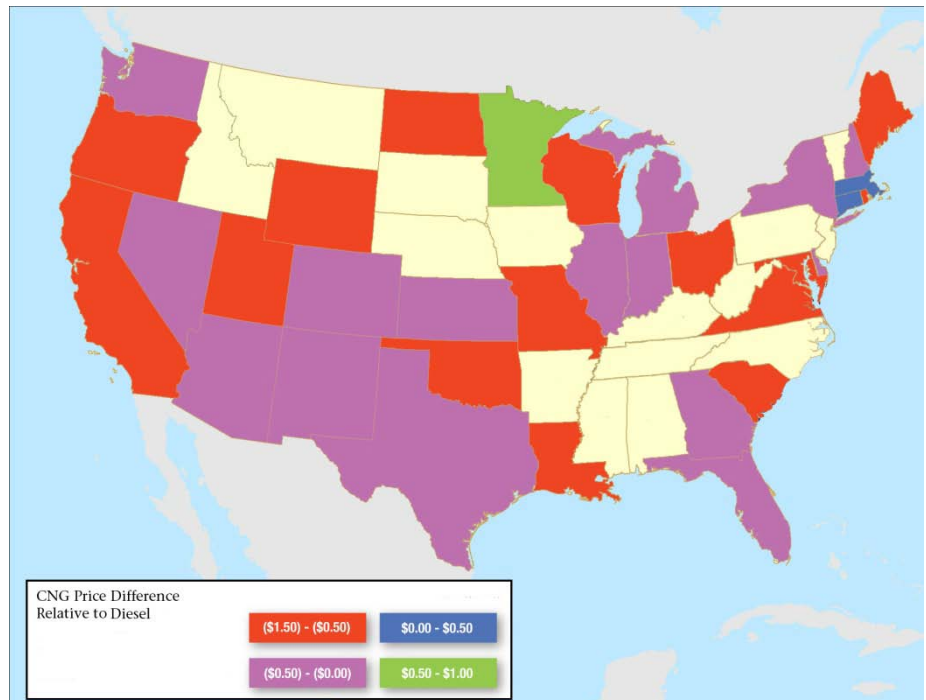 CNG Price Difference
Relative to Diesel
($1.50) - ($0.50)
$0.00 - $0.50
($0.50) - ($0.00)
$0.50 - $1.00